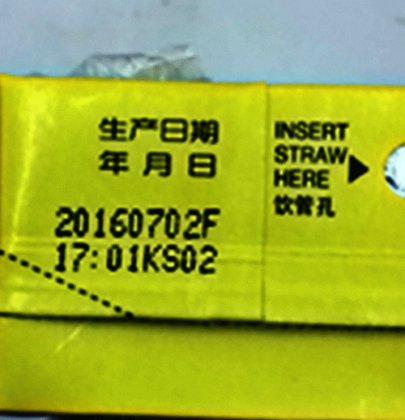 生产日期
年月日
20160702F
17:01KS02
INSERT
STRAW
HERE
饮管孔